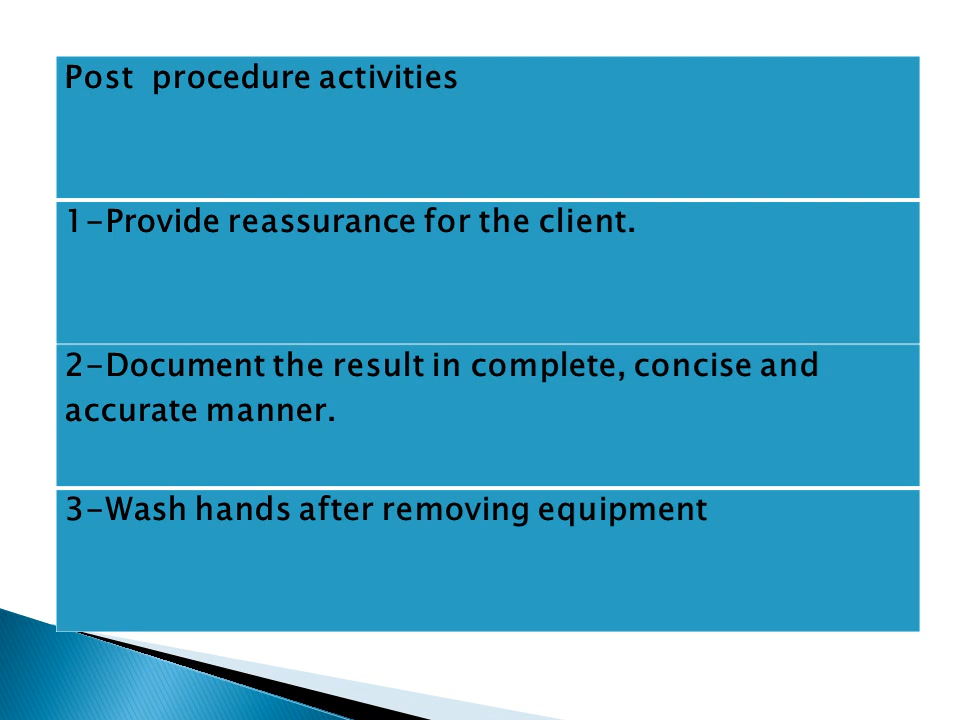 Post  procedure activities
1-Provide reassurance for the client.
2-Document the result in complete, concise and
accurate manner.
3-Wash hands after removing equipment